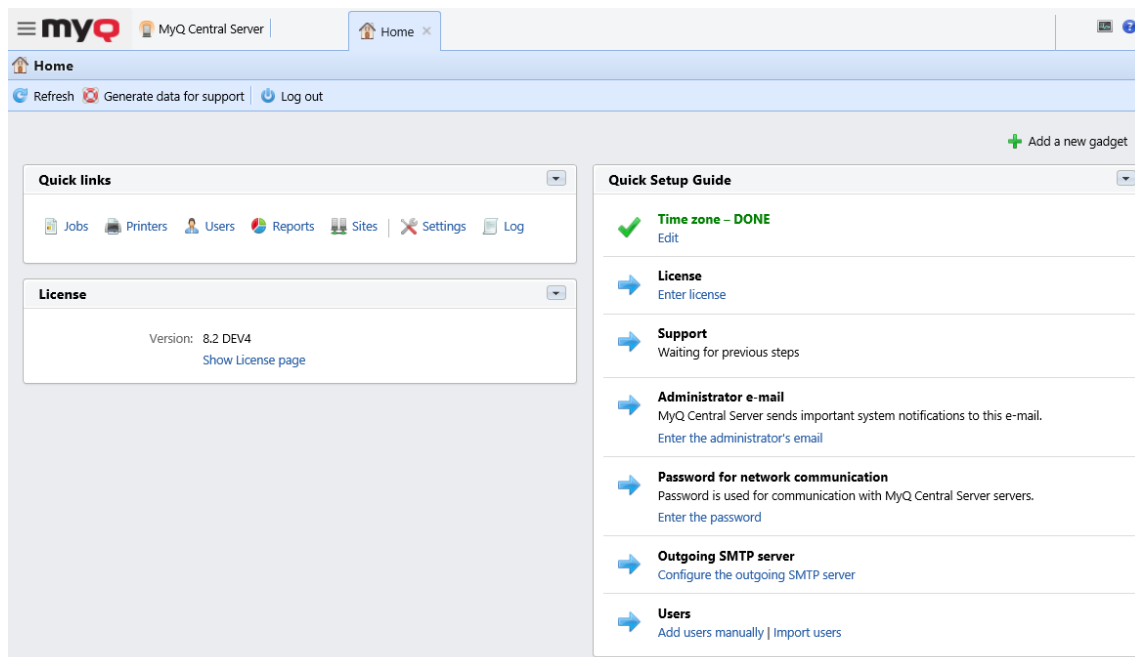 myQ MyQ Central Server Home
Home
Refresh Generate data for support Log out
Add a new gadget
Quick links
Jobs Printers Users Reports Sites Settings Log
License
Version: 8.2 DEV4
Show License page
Quick Setup Guide
Time zone – DONE
Edit
License
Enter license
Support
Waiting for previous steps
Administrator e-mail
MyQ Central Server sends important system notifications to this e-mail.
Enter the administrator's email
Password for network communication
Password is used for communication with MyQ Central Server servers.
Enter the password
Outgoing SMTP server
Configure the outgoing SMTP server
Users
Add users manually | Import users